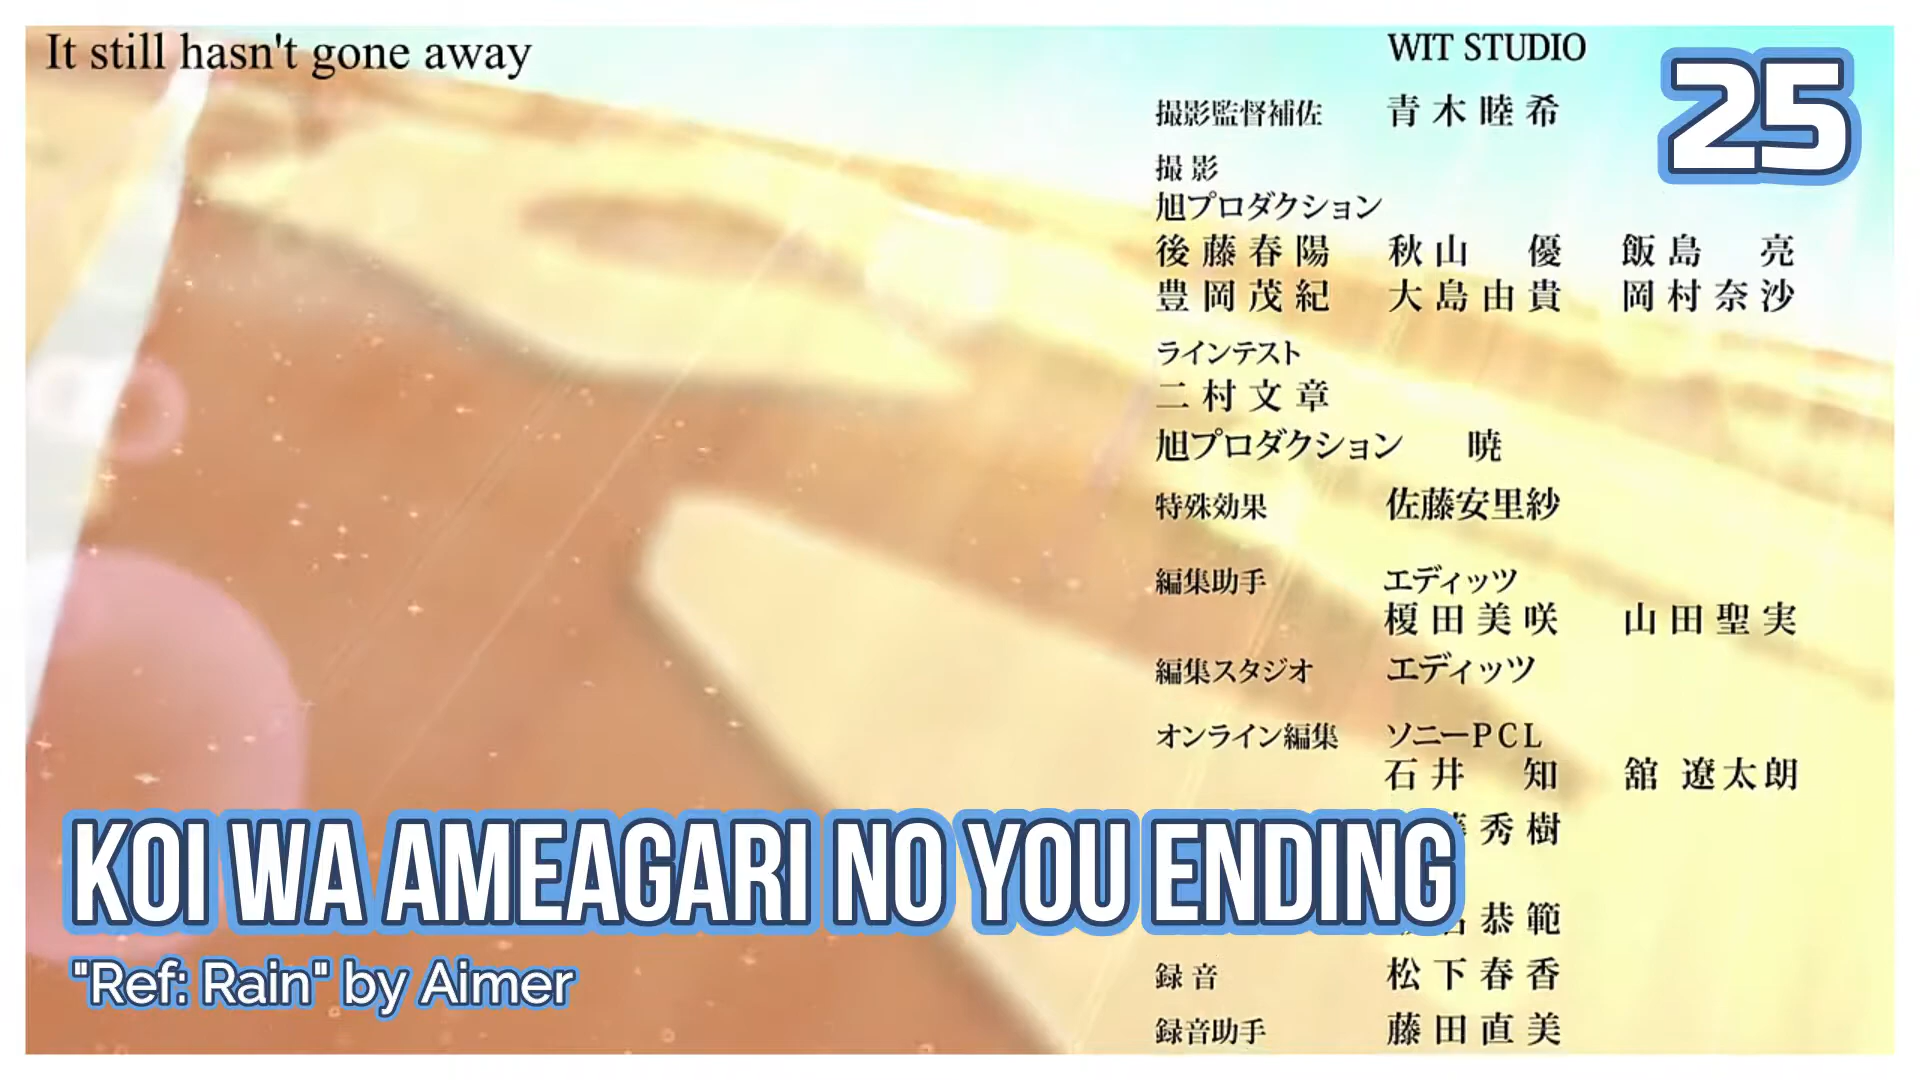 It still hasn't gone away
WIT STUDIO
25
撮影監督補佐 青木睦希
撮影
旭プロダクション
後藤春陽 秋山 優 飯島 亮
豊岡茂紀 大島由貴 岡村奈沙
ラインテスト
二村文章
旭プロダクション 暁
特殊効果 佐藤安里紗
編集助手 エディッツ
榎田美咲 山田聖実
編集スタジオ エディッツ
オンライン編集 ソニーPCL
石井 知 舘 遼太朗
秀樹
KOI WA AMEAGARI NO YOU ENDING
恭範
"Ref: Rain" by Aimer
録音 松下春香
録音助手 藤田直美